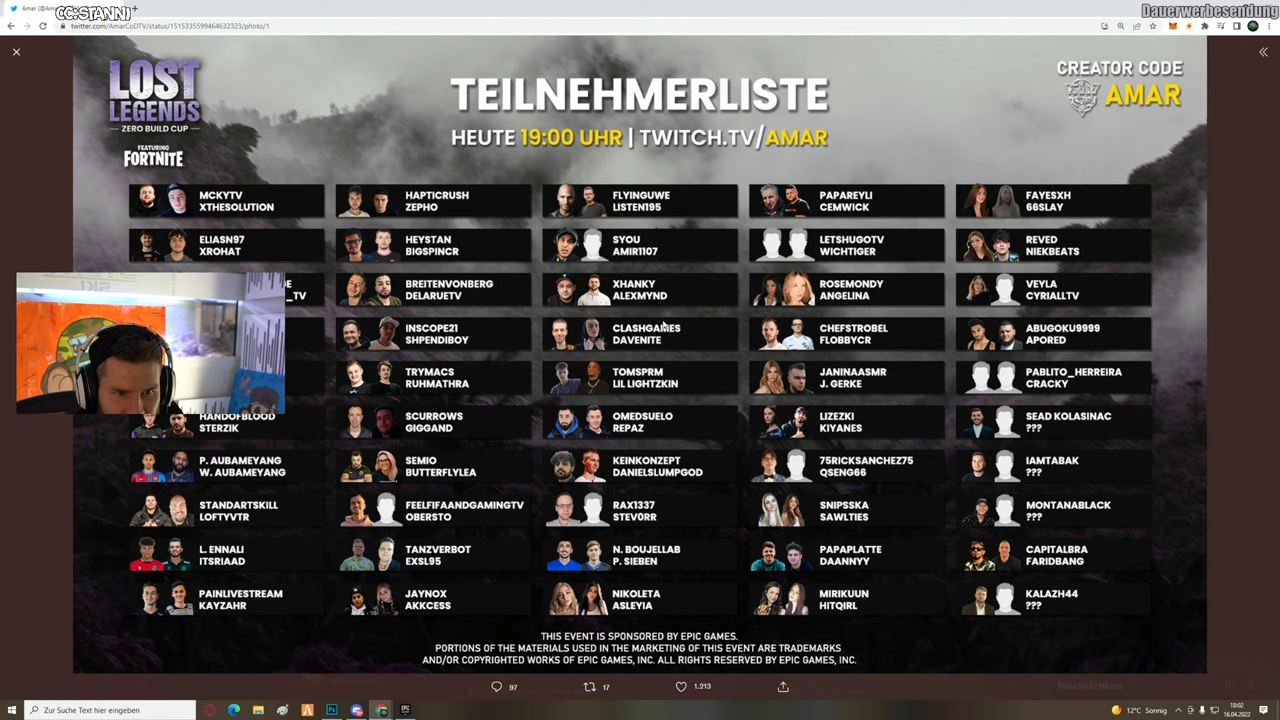 Amar (@Ama
CC:STANNI
Dauerwerbesendung
twitter.com/AmarCoDTV/status/1515335599464632323/photo/1
LOST
LEGENDS
ZERO BUILD CUP
FEATURING
FORTNITE
TEILNEHMERLISTE
HEUTE 19:00 UHR | TWITCH.TV/AMAR
CREATOR CODE
AMAR
MCKYTV
XTHESOLUTION
HAPTICRUSH
ZEPHO
FLYINGUWE
LISTEN195
PAPAREYLI
CEMWICK
FAYESXH
66SLAY
ELIASN97
XROHAT
HEYSTAN
BIGSPINCR
SYOU
AMIR1107
LETSHUGOTV
WICHTIGER
REVED
NIEKBEATS
_TV
BREITENVONBERG
DELARUETV
XHANKY
ALEXMYND
ROSEMONDY
ANGELINA
VEYLA
CYRIALLTV
INSCOPE21
SHPENDIBOY
CLASHGAMES
DAVENITE
CHEFSTROBEL
FLOBBYCR
ABUGOKU9999
APORED
TRYMACS
RUHMATHRA
TOMSPRM
LIL LIGHTZKIN
JANINAASMR
J. GERKE
PABLITO_HERREIRA
CRACKY
HANDOFBLOOD
STERZIK
SCURROWS
GIGGAND
OMEDSUELO
REPAZ
LIZEZKI
KIYANES
SEAD KOLASINAC
???
P. AUBAMEYANG
W. AUBAMEYANG
SEMIO
BUTTERFLYLEA
KEINKONZEPT
DANIELSLUMPGOD
75RICKSANCHEZ75
QSENG66
IAMTABAK
???
STANDARTSKILL
LOFTYVTR
FEELFIFAANDGAMINGTV
OBERSTO
RAX1337
STEV0RR
SNIPSSKA
SAWLTIES
MONTANABLACK
???
L. ENNALI
ITSRIAAD
TANZVERBOT
EXSL95
N. BOUJELLAB
P. SIEBEN
PAPAPLATTE
DAANNYY
CAPITALBRA
FARIDBANG
PAINLIVESTREAM
KAYZAHR
JAYNOX
AKKCESS
NIKOLETA
ASLEYIA
MIRIKUUN
HITQIRL
KALAZH44
???
THIS EVENT IS SPONSORED BY EPIC GAMES.
PORTIONS OF THE MATERIALS USED IN THE MARKETING OF THIS EVENT ARE TRADEMARKS
AND/OR COPYRIGHTED WORKS OF EPIC GAMES, INC. ALL RIGHTS RESERVED BY EPIC GAMES, INC.
97
17
1.213
Nachrichten
Zur Suche Text hier eingeben
12°C Sonnig
18:02
16.04.2022